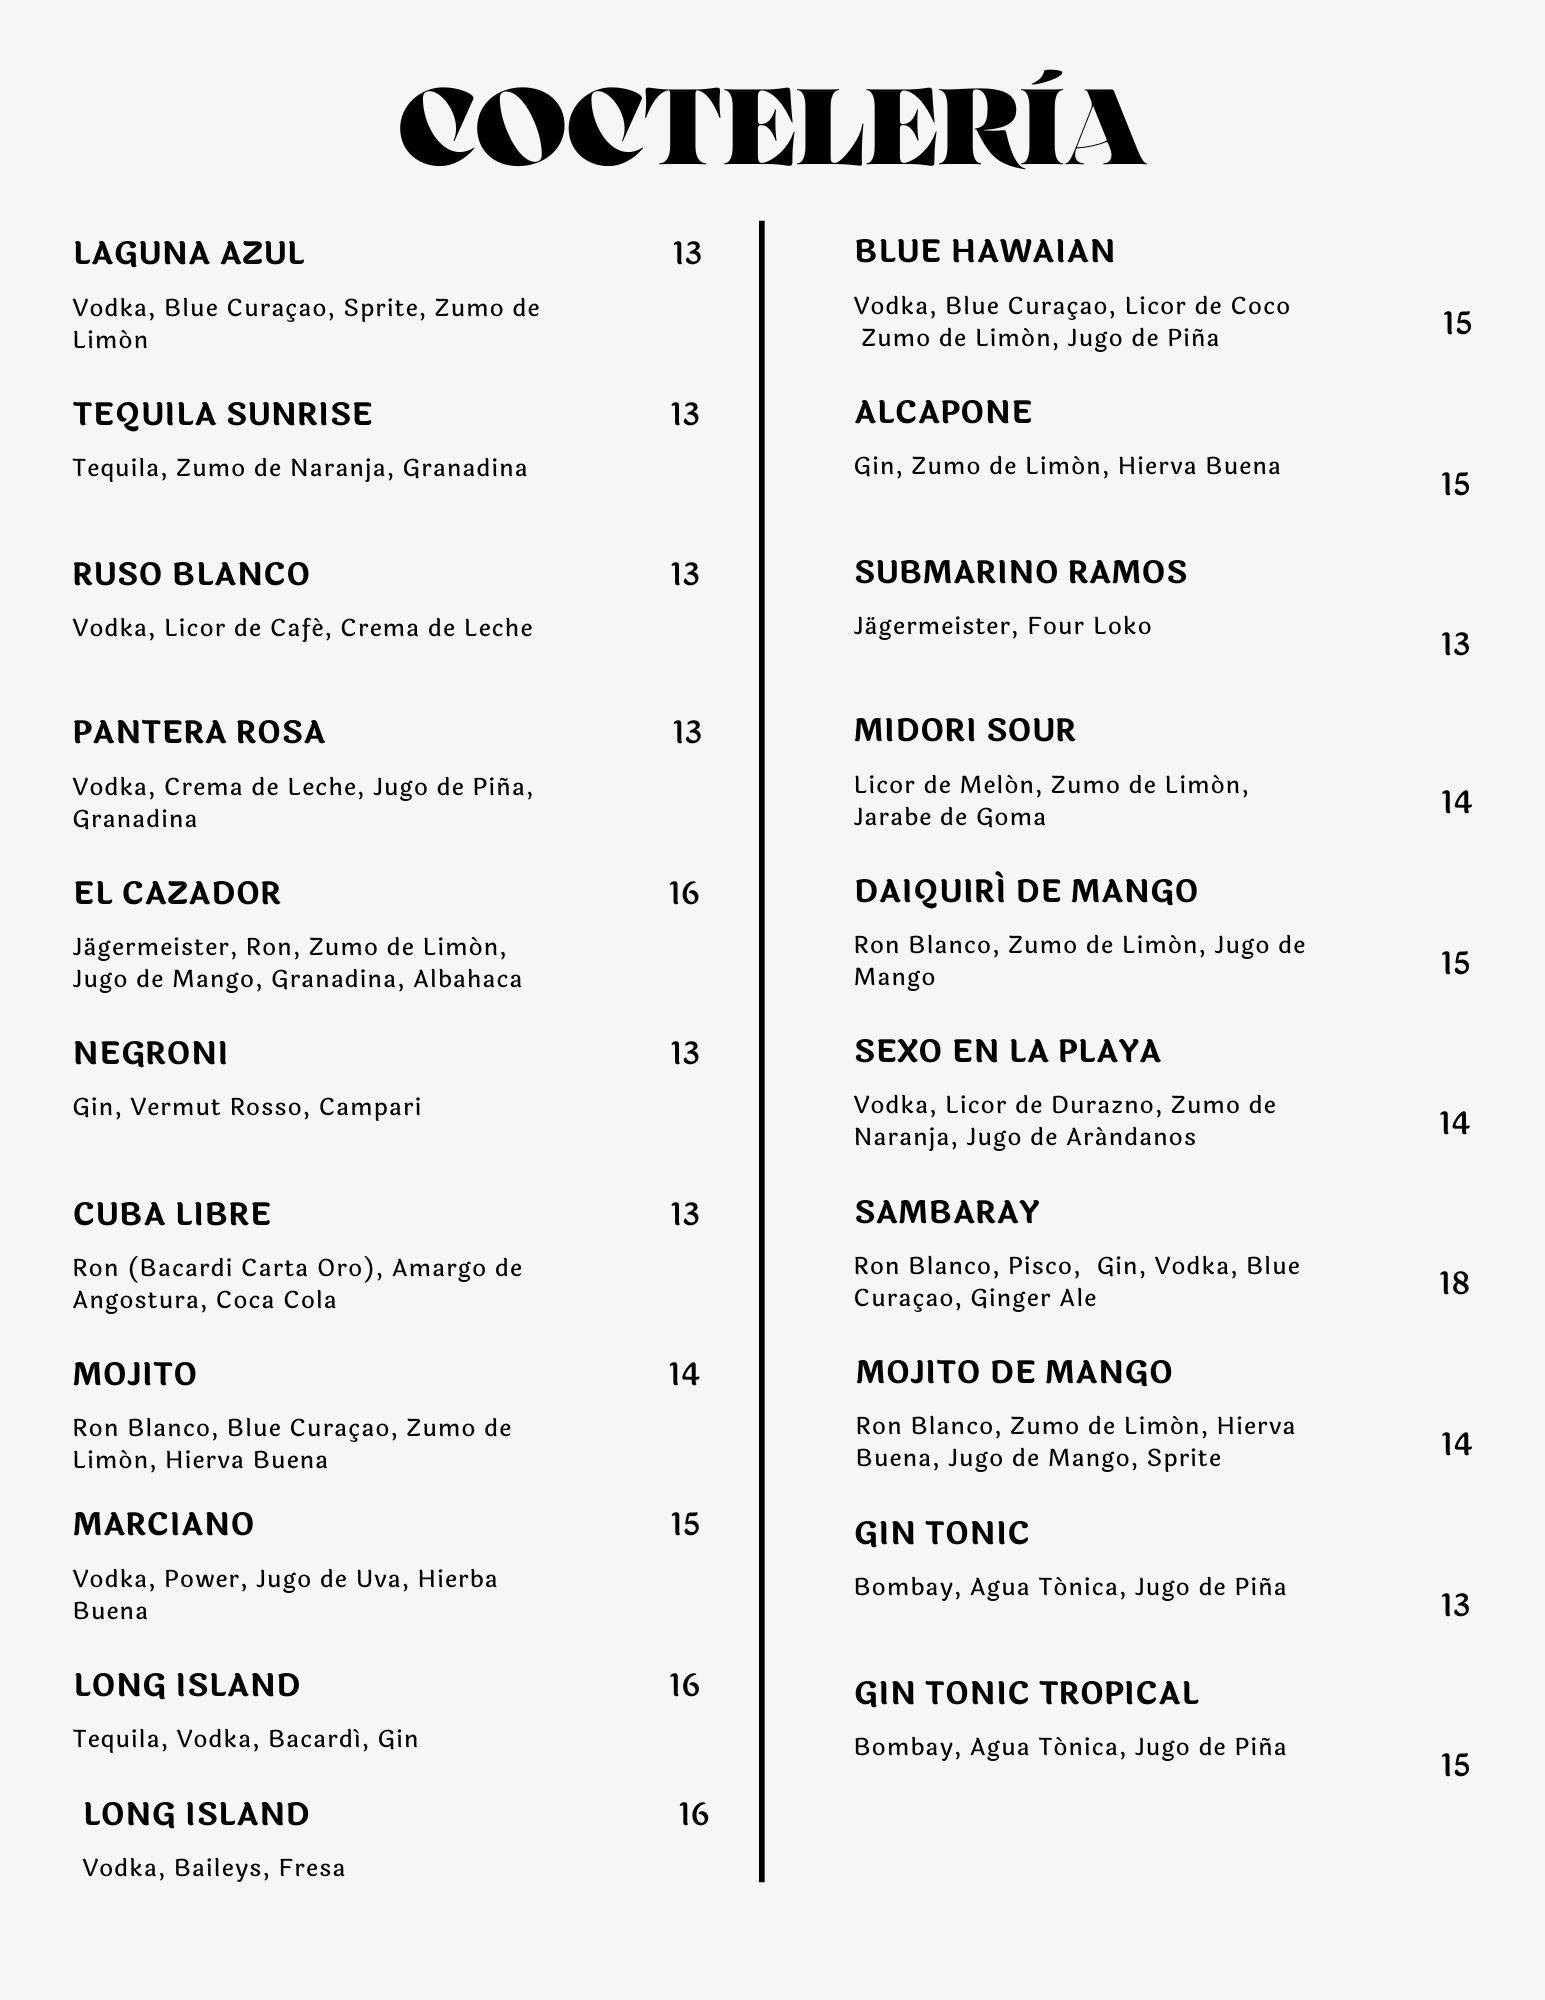 COCTELERÍA
LAGUNA AZUL 13
Vodka, Blue Curaçao, Sprite, Zumo de
Limòn
TEQUILA SUNRISE 13
Tequila, Zumo de Naranja, Granadina
RUSO BLANCO 13
Vodka, Licor de Cafè, Crema de Leche
PANTERA ROSA 13
Vodka, Crema de Leche, Jugo de Piña,
Granadina
EL CAZADOR 16
Jägermeister, Ron, Zumo de Limòn,
Jugo de Mango, Granadina, Albahaca
NEGRONI 13
Gin, Vermut Rosso, Campari
CUBA LIBRE 13
Ron (Bacardi Carta Oro), Amargo de
Angostura, Coca Cola
MOJITO 14
Ron Blanco, Blue Curaçao, Zumo de
Limòn, Hierva Buena
MARCIANO 15
Vodka, Power, Jugo de Uva, Hierba
Buena
LONG ISLAND 16
Tequila, Vodka, Bacardì, Gin
LONG ISLAND 16
Vodka, Baileys, Fresa
BLUE HAWAIAN
Vodka, Blue Curaçao, Licor de Coco
Zumo de Limòn, Jugo de Piña
15
ALCAPONE
Gin, Zumo de Limòn, Hierva Buena
15
SUBMARINO RAMOS
Jägermeister, Four Loko
13
MIDORI SOUR
Licor de Melòn, Zumo de Limòn,
Jarabe de Goma
14
DAIQUIRÌ DE MANGO
Ron Blanco, Zumo de Limòn, Jugo de
Mango
15
SEXO EN LA PLAYA
Vodka, Licor de Durazno, Zumo de
Naranja, Jugo de Aràndanos
14
SAMBARAY
Ron Blanco, Pisco,  Gin, Vodka, Blue
Curaçao, Ginger Ale
18
MOJITO DE MANGO
Ron Blanco, Zumo de Limòn, Hierva
Buena, Jugo de Mango, Sprite
14
GIN TONIC
Bombay, Agua Tònica, Jugo de Piña
13
GIN TONIC TROPICAL
Bombay, Agua Tònica, Jugo de Piña
15